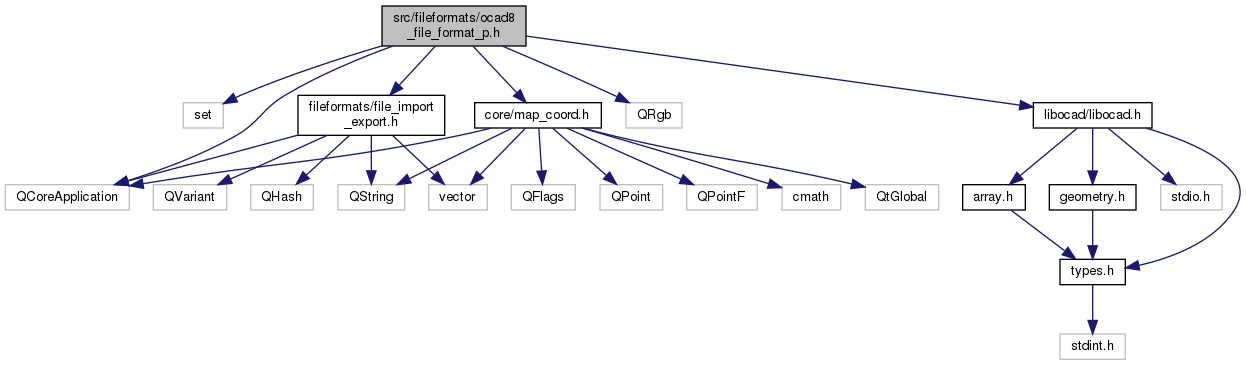 src/fileformats/ocad8
_file_format_p.h
set
fileformats/file_import
_export.h
core/map_coord.h
QRgb
libocad/libocad.h
QCoreApplication
QVariant
QHash
QString
vector
QFlags
QPoint
QPointF
cmath
QtGlobal
array.h
geometry.h
stdio.h
types.h
stdint.h